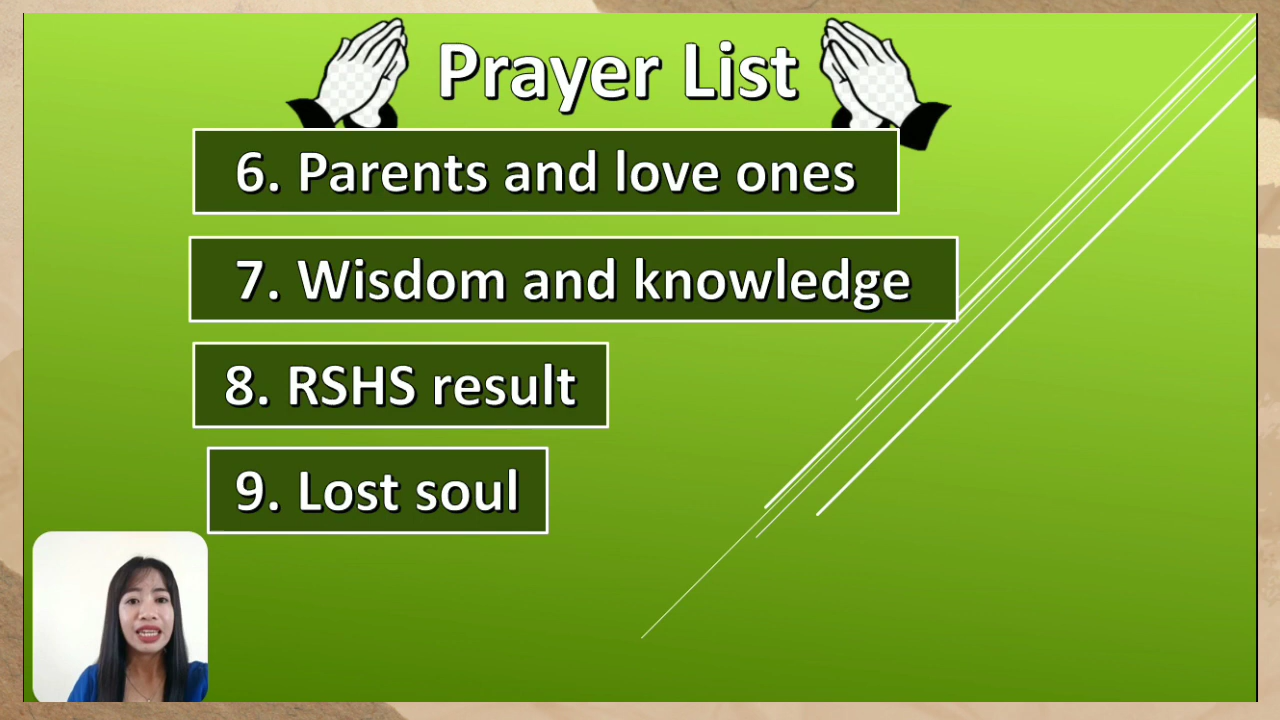 Prayer List
6. Parents and love ones
7. Wisdom and knowledge
8. RSHS result
9. Lost soul